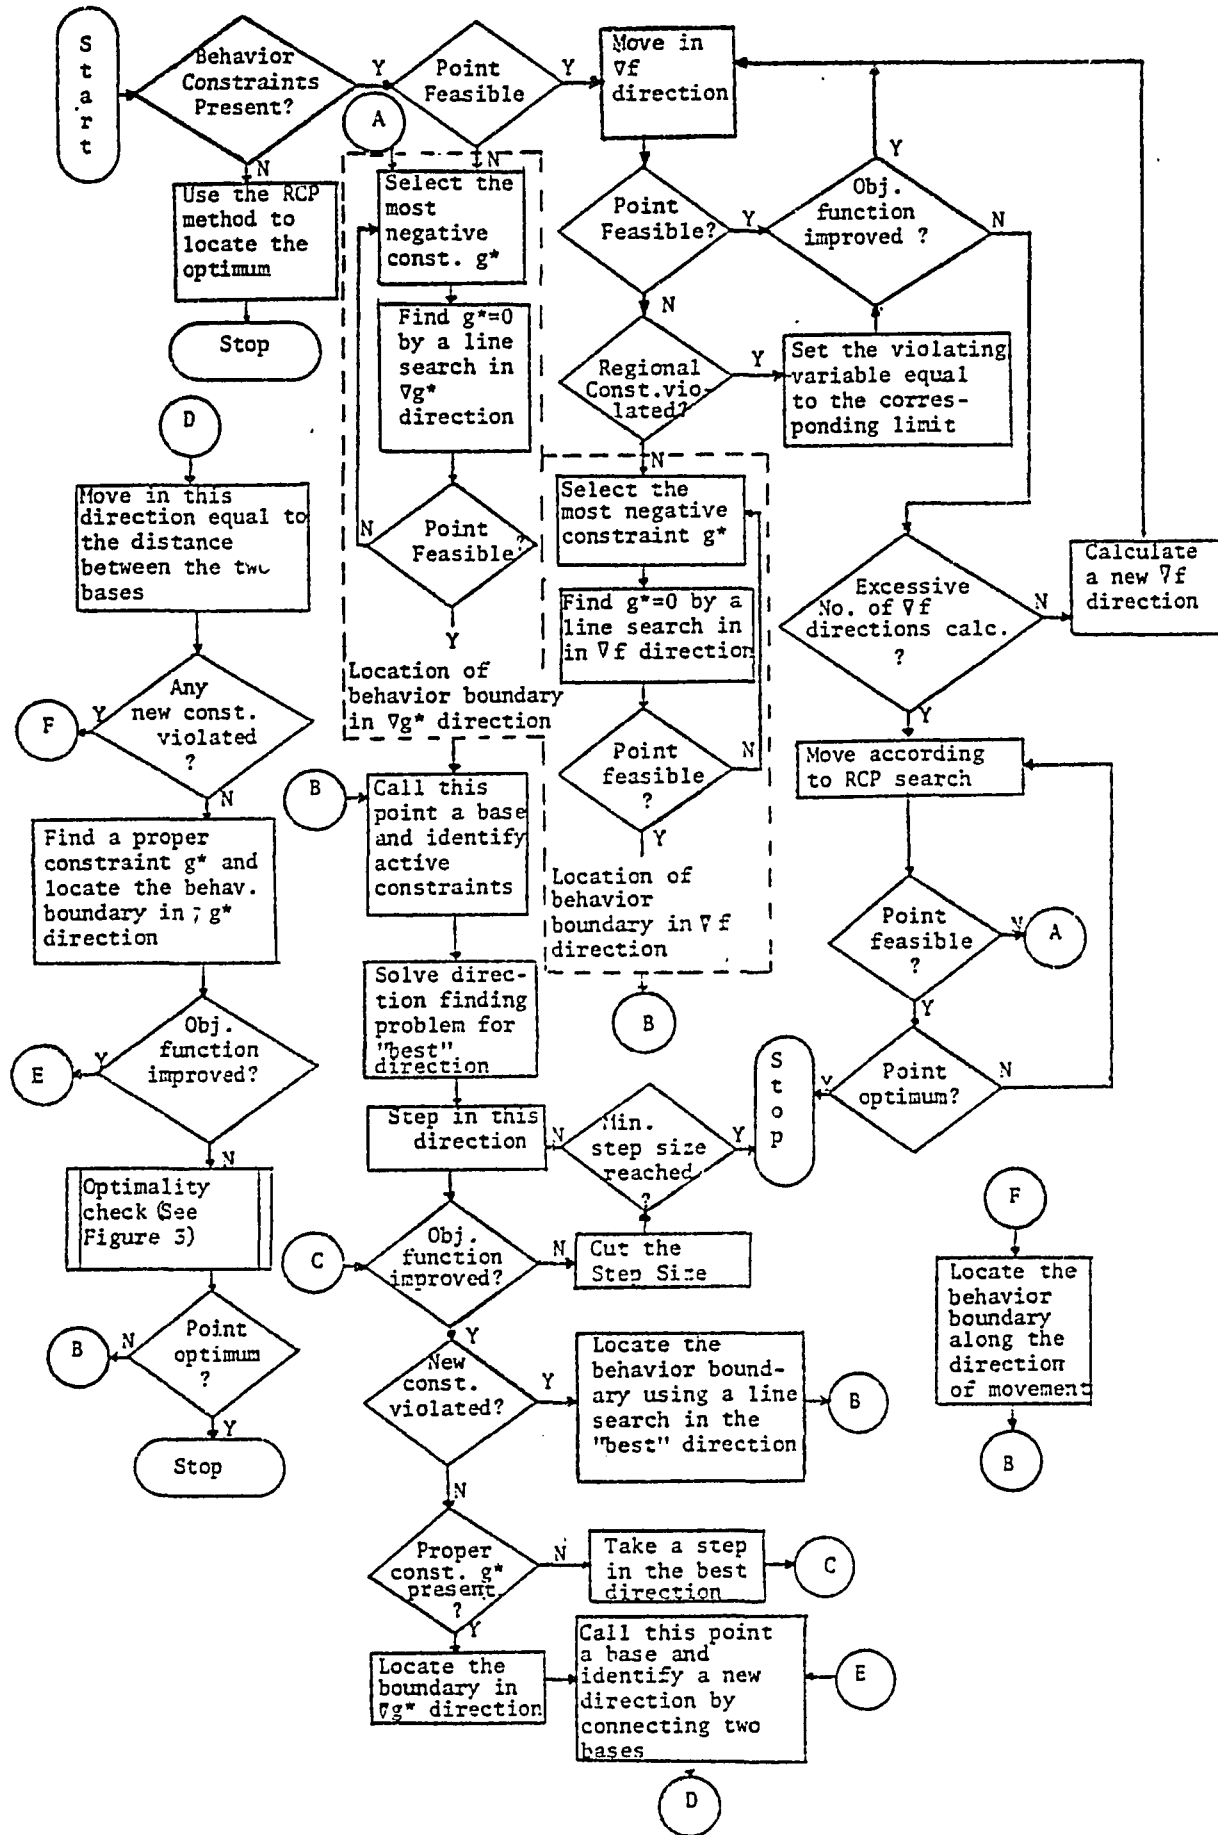 Start
Behavior
Constraints
Present?
Y
N
Use the RCP
method to
locate the
optimum
Stop
Point
Feasible
Y
N
A
Select the
most
negative
const. g*
Find g*=0
by a line
search in
∇g*
direction
Point
Feasible?
N
Y
Location of
behavior boundary
in ∇g* direction
Move in
∇f
direction
Point
Feasible?
Y
N
Obj.
function
improved ?
Y
N
Regional
Const.vio-
lated?
Y
N
Set the violating
variable equal
to the corres-
ponding limit
Select the
most negative
constraint g*
Find g*=0 by a
line search in
in ∇f direction
Point
feasible
?
N
Y
Location of
behavior
boundary in ∇f
direction
B
Excessive
No. of ∇f
directions calc.
?
N
Y
Calculate
a new ∇f
direction
Move according
to RCP search
Point
feasible
?
N
A
Y
Point
optimum?
N
Y
Stop
D
Move in this
direction equal to
the distance
between the two
bases
Any
new const.
violated
?
Y
F
N
Find a proper
constraint g* and
locate the behav.
boundary in ∇g*
direction
Obj.
function
improved?
Y
E
N
Optimality
check (See
Figure 3)
Point
optimum
?
N
B
Y
Stop
B
Call this
point a base
and identify
active
constraints
Solve direc-
tion finding
problem for
"best"
direction
Step in this
direction
Min.
step size
reached
?
N
Y
C
Obj.
function
improved?
N
Cut the
Step Size
Y
New
const.
violated?
Y
Locate the
behavior bound-
ary using a line
search in the
"best" direction
B
N
Proper
const. g*
present
?
N
Take a step
in the best
direction
C
Y
Locate the
boundary in
∇g* direction
Call this point
a base and
identify a new
direction by
connecting two
bases
E
D
F
Locate the
behavior
boundary
along the
direction
of movement
B